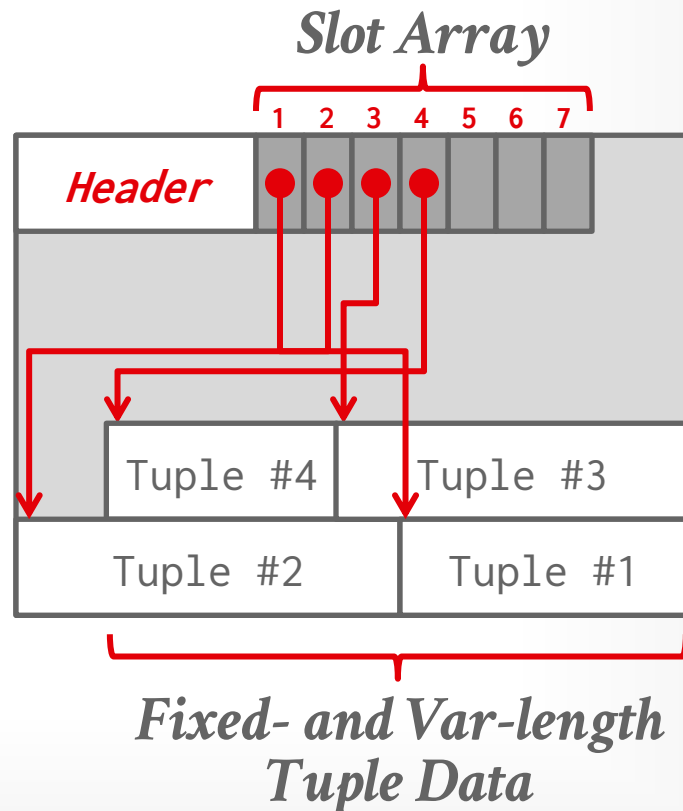 Slot Array
1 2 3 4 5 6 7
Header
Tuple #4 Tuple #3
Tuple #2 Tuple #1
Fixed- and Var-length
Tuple Data